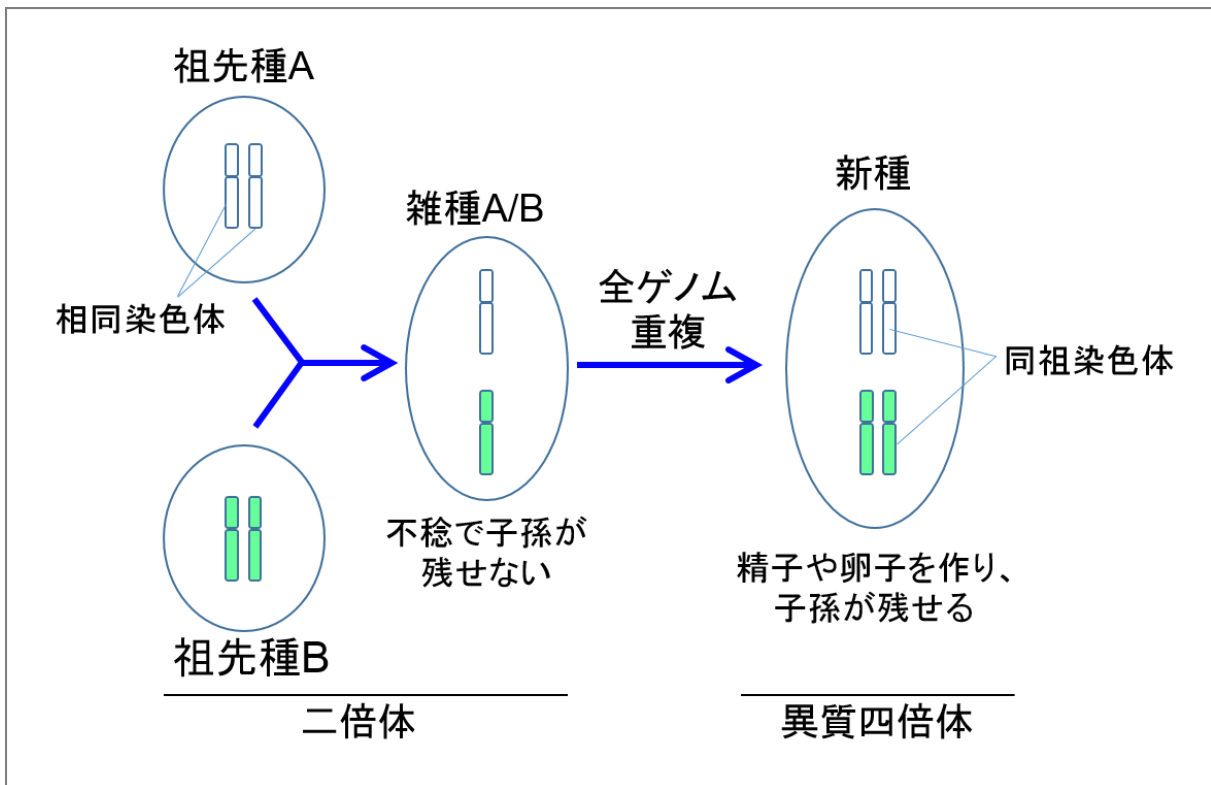 祖先種A
相同染色体
祖先種B
雑種A/B
不稔で子孫が
残せない
全ゲノム
重複
新種
同祖染色体
精子や卵子を作り、
子孫が残せる
二倍体
異質四倍体